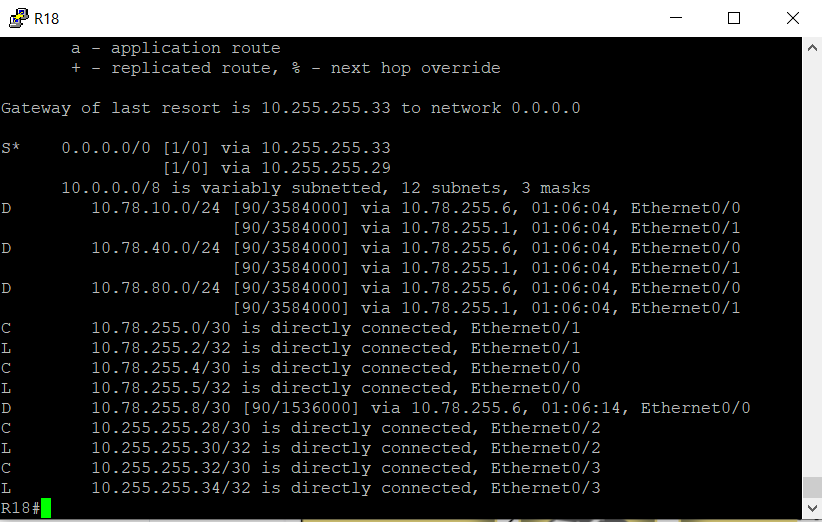 R18
a - application route
+ - replicated route, % - next hop override
Gateway of last resort is 10.255.255.33 to network 0.0.0.0
S*    0.0.0.0/0 [1/0] via 10.255.255.33
[1/0] via 10.255.255.29
10.0.0.0/8 is variably subnetted, 12 subnets, 3 masks
D        10.78.10.0/24 [90/3584000] via 10.78.255.6, 01:06:04, Ethernet0/0
[90/3584000] via 10.78.255.1, 01:06:04, Ethernet0/1
D        10.78.40.0/24 [90/3584000] via 10.78.255.6, 01:06:04, Ethernet0/0
[90/3584000] via 10.78.255.1, 01:06:04, Ethernet0/1
D        10.78.80.0/24 [90/3584000] via 10.78.255.6, 01:06:04, Ethernet0/0
[90/3584000] via 10.78.255.1, 01:06:04, Ethernet0/1
C        10.78.255.0/30 is directly connected, Ethernet0/1
L        10.78.255.2/32 is directly connected, Ethernet0/1
C        10.78.255.4/30 is directly connected, Ethernet0/0
L        10.78.255.5/32 is directly connected, Ethernet0/0
D        10.78.255.8/30 [90/1536000] via 10.78.255.6, 01:06:14, Ethernet0/0
C        10.255.255.28/30 is directly connected, Ethernet0/2
L        10.255.255.30/32 is directly connected, Ethernet0/2
C        10.255.255.32/30 is directly connected, Ethernet0/3
L        10.255.255.34/32 is directly connected, Ethernet0/3
R18#